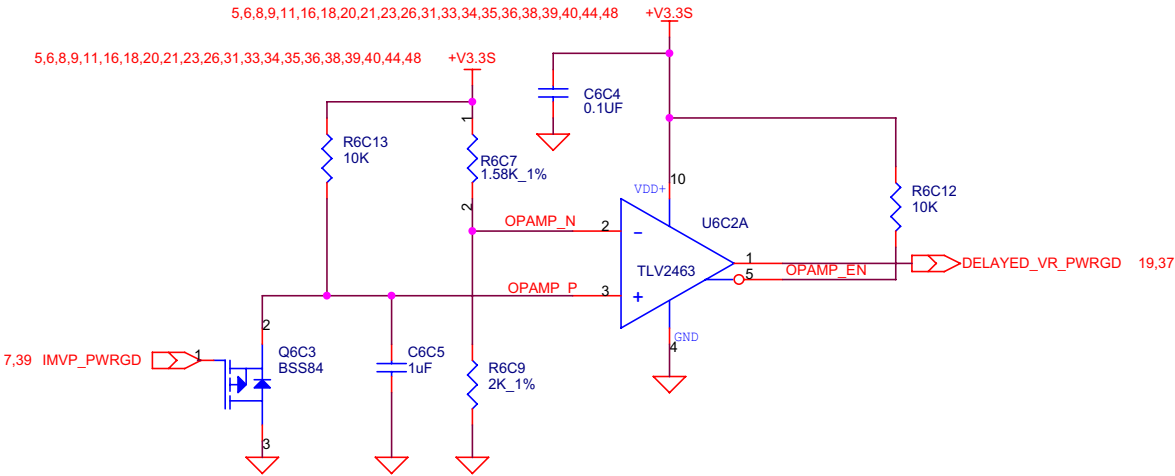 5,6,8,9,11,16,18,20,21,23,26,31,33,34,35,36,38,39,40,44,48 +V3.3S
5,6,8,9,11,16,18,20,21,23,26,31,33,34,35,36,38,39,40,44,48 +V3.3S
C6C4
0.1UF
1
R6C13
10K
R6C7
1.58K_1%
2
VDD+
10
R6C12
10K
OPAMP_N
2
U6C2A
-
TLV2463
1
DELAYED_VR_PWRGD 19,37
OPAMP_EN
5
OPAMP_P
3
+
GND
4
2
7,39 IMVP_PWRGD
1
Q6C3
BSS84
C6C5
1uF
R6C9
2K_1%
3